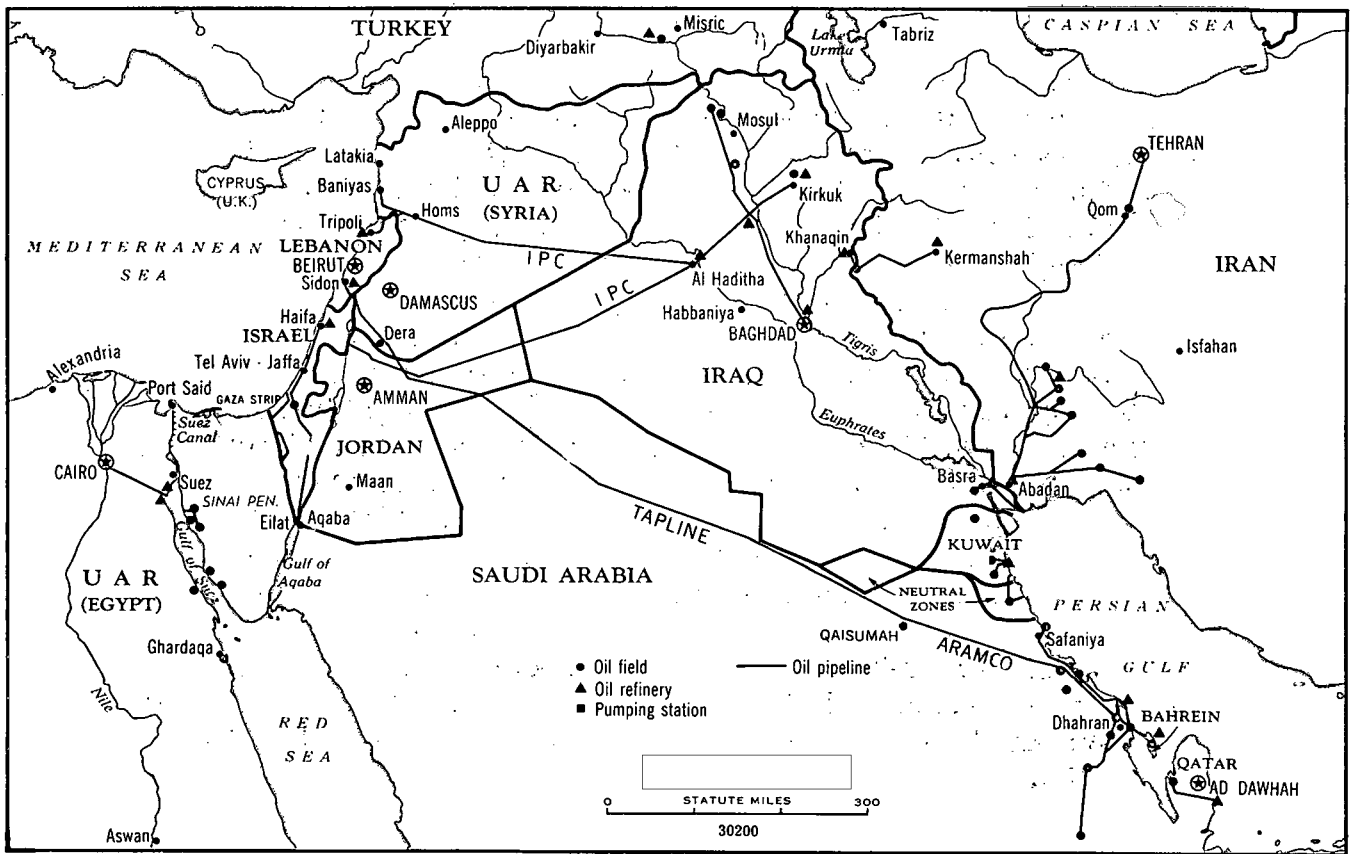 TURKEY
Misric
Diyarbakir
Lake
Urmia
Tabriz
CASPIAN SEA
Aleppo
Mosul
TEHRAN
Latakia
CYPRUS
(U.K.)
Baniyas
UAR
(SYRIA)
Kirkuk
Tripoli
Homs
Qom
MEDITERRANEAN
SEA
LEBANON
BEIRUT
Sidon
IPC
Khanaqin
Kermanshah
IRAN
Al Haditha
DAMASCUS
IPC
Habbaniya
BAGHDAD
Haifa
ISRAEL
Dera
Tigris
Isfahan
Tel Aviv - Jaffa
Alexandria
Port Said
GAZA STRIP
AMMAN
IRAQ
Suez
Canal
JORDAN
Euphrates
CAIRO
Suez
SINAI PEN.
Maan
Basra
Abadan
Eilat
Aqaba
TAPLINE
KUWAIT
Gulf of Suez
Gulf of
Aqaba
UAR
(EGYPT)
SAUDI ARABIA
NEUTRAL
ZONES
PERSIAN
GULF
QAISUMAH
ARAMCO
Safaniya
Ghardaqa
Nile
Oil field
Oil pipeline
Oil refinery
Pumping station
RED
SEA
Dhahran
BAHREIN
QATAR
AD DAWHAH
0 STATUTE MILES 300
30200
Aswan